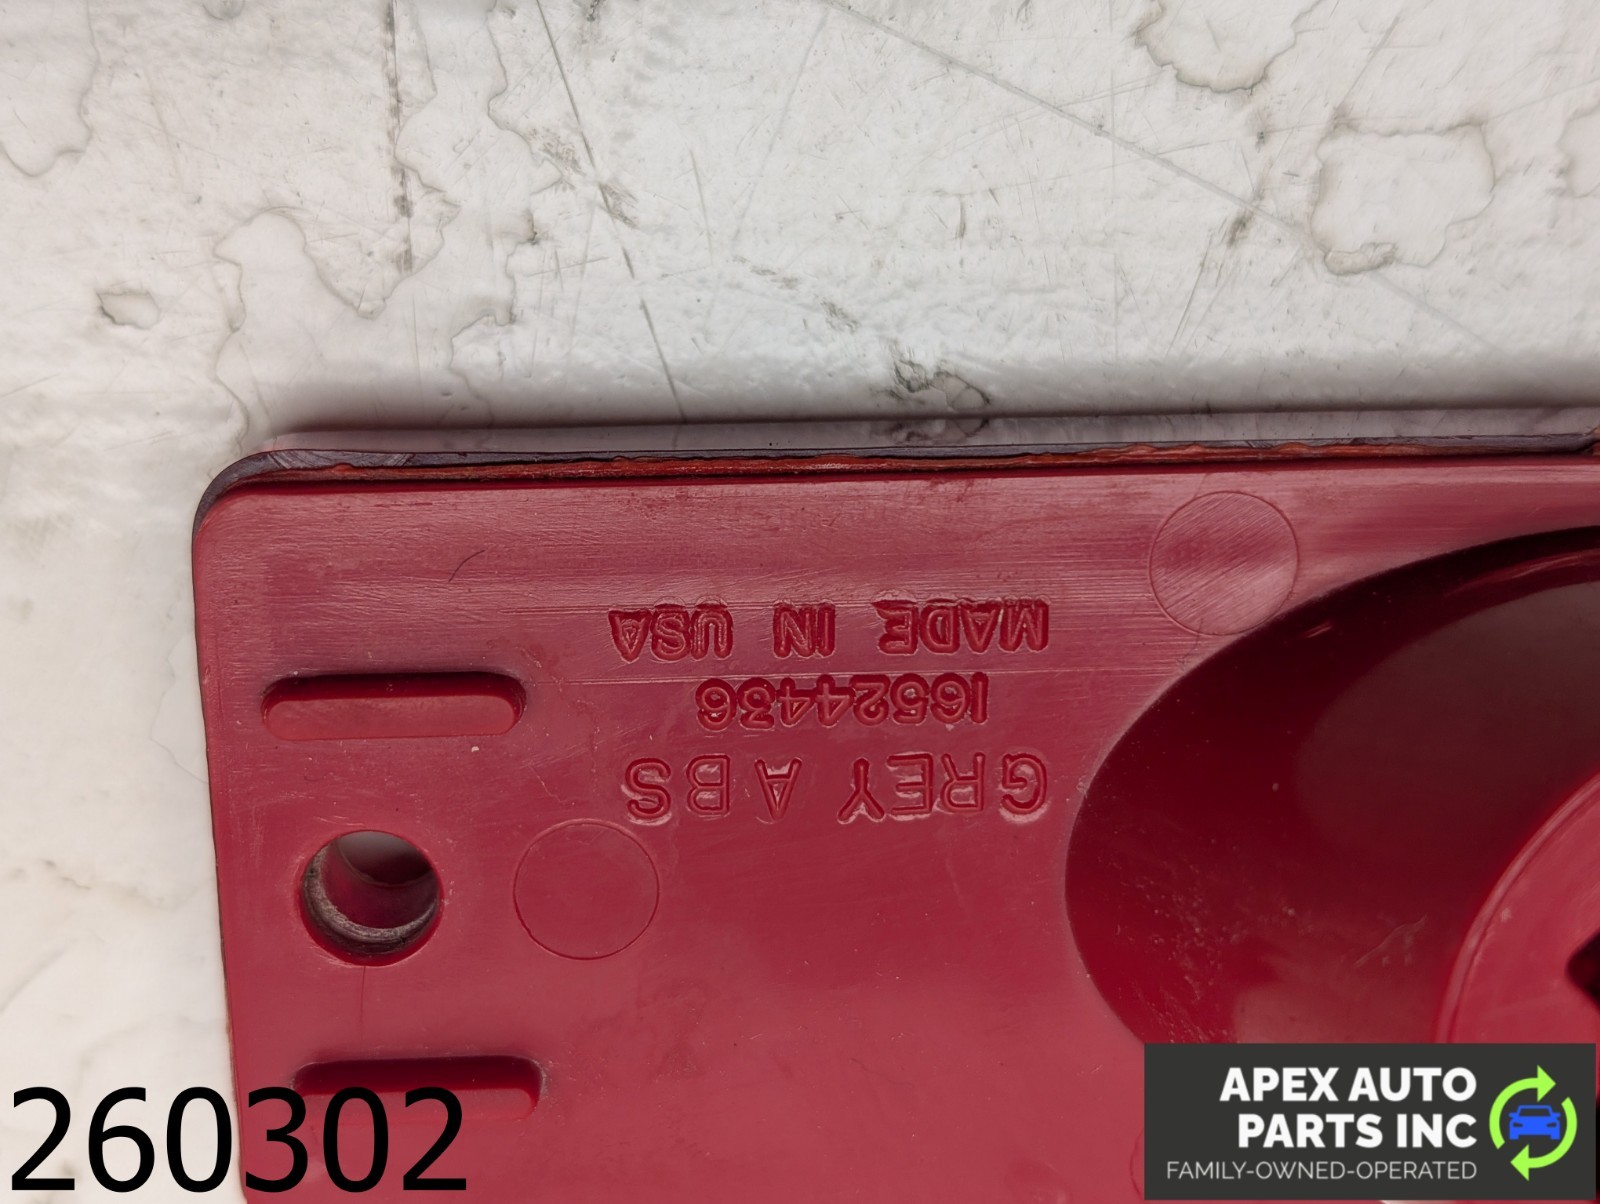 GREY ABS
16524436
MADE IN USA
260302
APEX AUTO
PARTS INC
FAMILY-OWNED-OPERATED